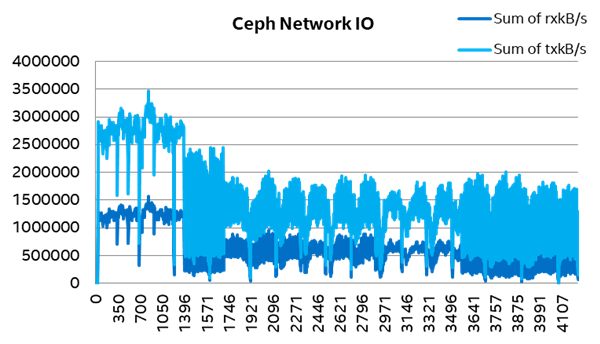 Ceph Network IO
Sum of rxkB/s
Sum of txkB/s
4000000
3500000
3000000
2500000
2000000
1500000
1000000
500000
0
0 350 700 1050 1396 1571 1746 1921 2096 2271 2446 2621 2796 2971 3146 3321 3496 3641 3757 3875 3991 4107